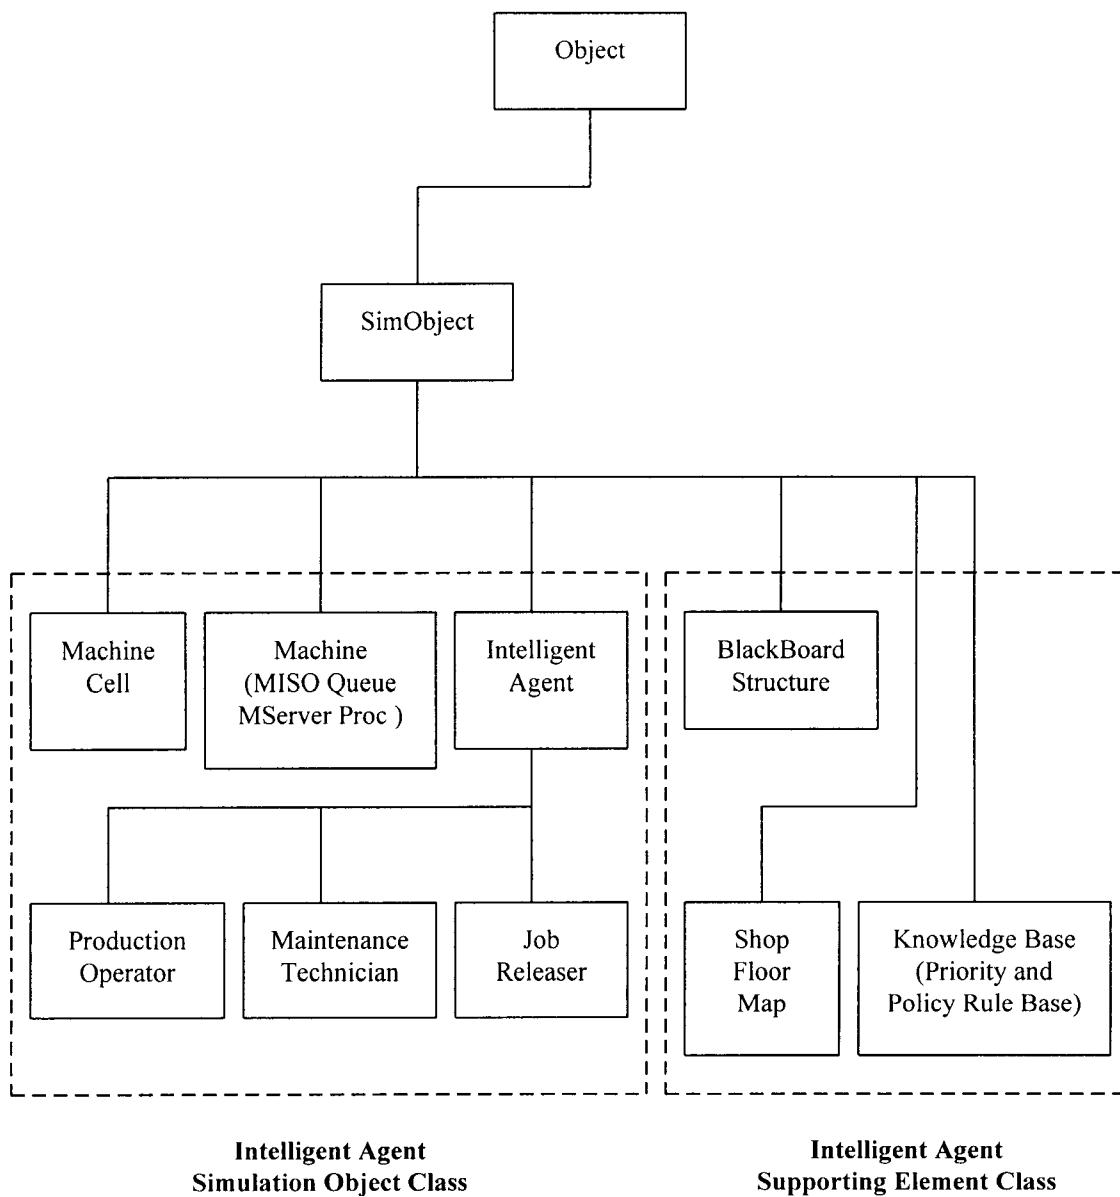 Object
SimObject
Machine
Cell
Machine
(MISO Queue
MServer Proc )
Intelligent
Agent
BlackBoard
Structure
Production
Operator
Maintenance
Technician
Job
Releaser
Shop
Floor
Map
Knowledge Base
(Priority and
Policy Rule Base)
Intelligent Agent
Simulation Object Class
Intelligent Agent
Supporting Element Class